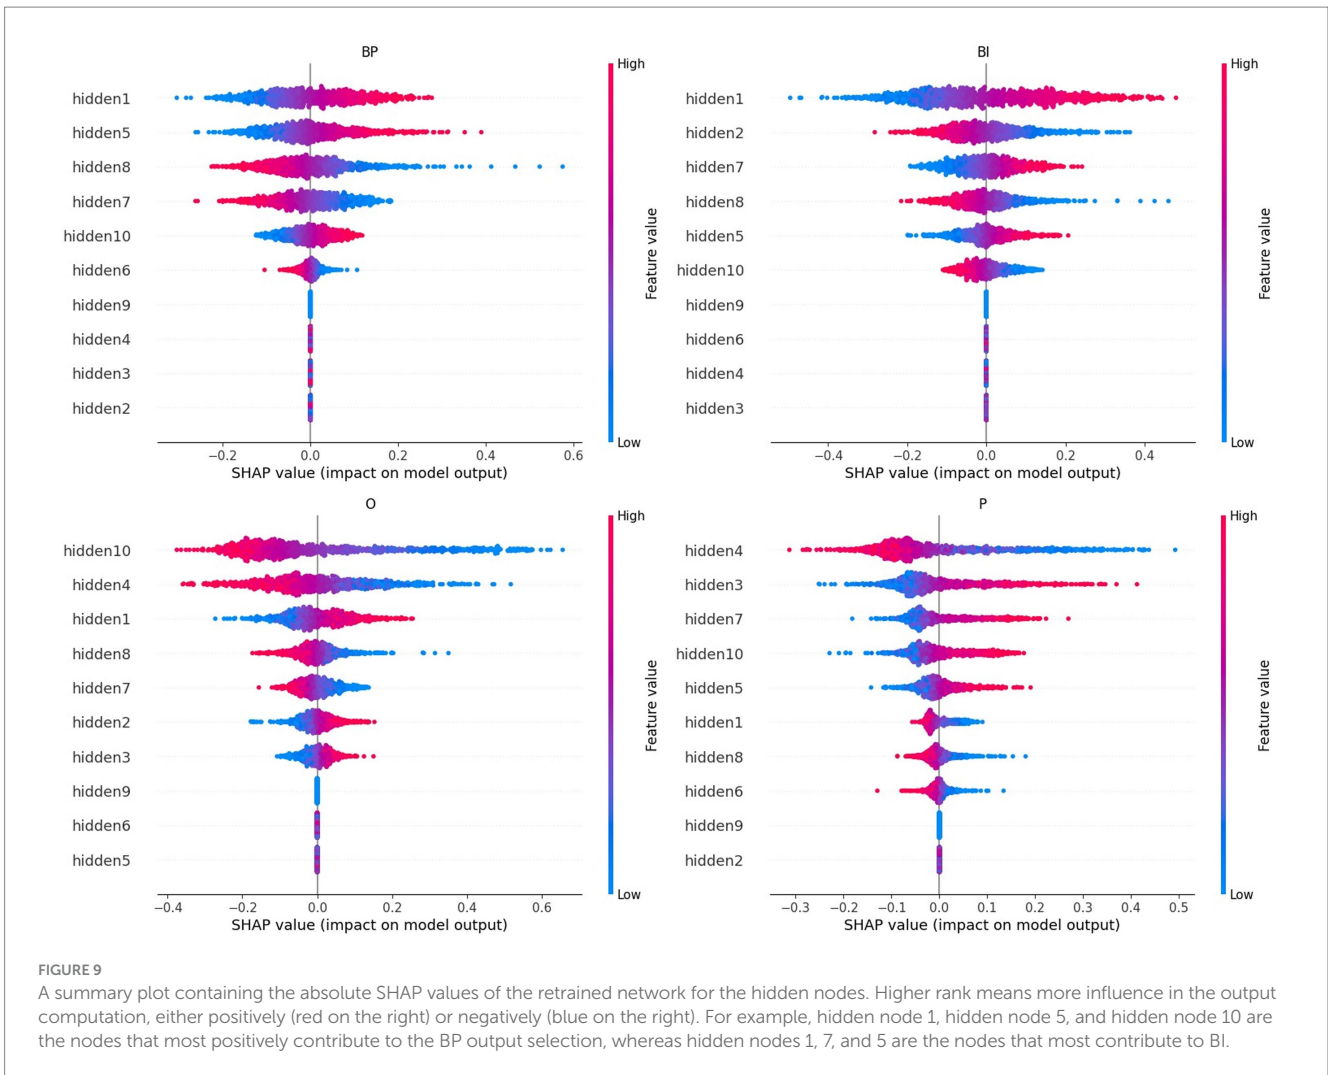 BP
hidden1
hidden5
hidden8
hidden7
hidden10
hidden6
hidden9
hidden4
hidden3
hidden2
−0.2 0.0 0.2 0.4 0.6
SHAP value (impact on model output)
High
Feature value
Low
BI
hidden1
hidden2
hidden7
hidden8
hidden5
hidden10
hidden9
hidden6
hidden4
hidden3
−0.4 −0.2 0.0 0.2 0.4
SHAP value (impact on model output)
High
Feature value
Low
O
hidden10
hidden4
hidden1
hidden8
hidden7
hidden2
hidden3
hidden9
hidden6
hidden5
−0.4 −0.2 0.0 0.2 0.4 0.6
SHAP value (impact on model output)
High
Feature value
Low
P
hidden4
hidden3
hidden7
hidden10
hidden5
hidden1
hidden8
hidden6
hidden9
hidden2
−0.3 −0.2 −0.1 0.0 0.1 0.2 0.3 0.4 0.5
SHAP value (impact on model output)
High
Feature value
Low
FIGURE 9
A summary plot containing the absolute SHAP values of the retrained network for the hidden nodes. Higher rank means more influence in the output
computation, either positively (red on the right) or negatively (blue on the right). For example, hidden node 1, hidden node 5, and hidden node 10 are
the nodes that most positively contribute to the BP output selection, whereas hidden nodes 1, 7, and 5 are the nodes that most contribute to BI.